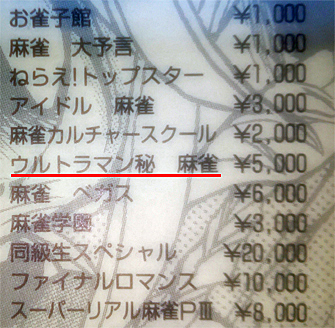 お雀子館 ¥1,000
麻雀 大予言 ¥1,000
ねらえ!トップスター ¥1,000
アイドル 麻雀 ¥3,000
麻雀カルチャースクール ¥2,000
ウルトラマン秘 麻雀 ¥5,000
麻雀 ベガス ¥6,000
麻雀学園 ¥3,000
同級生スペシャル ¥20,000
ファイナルロマンス ¥10,000
スーパーリアル麻雀PⅢ ¥8,000